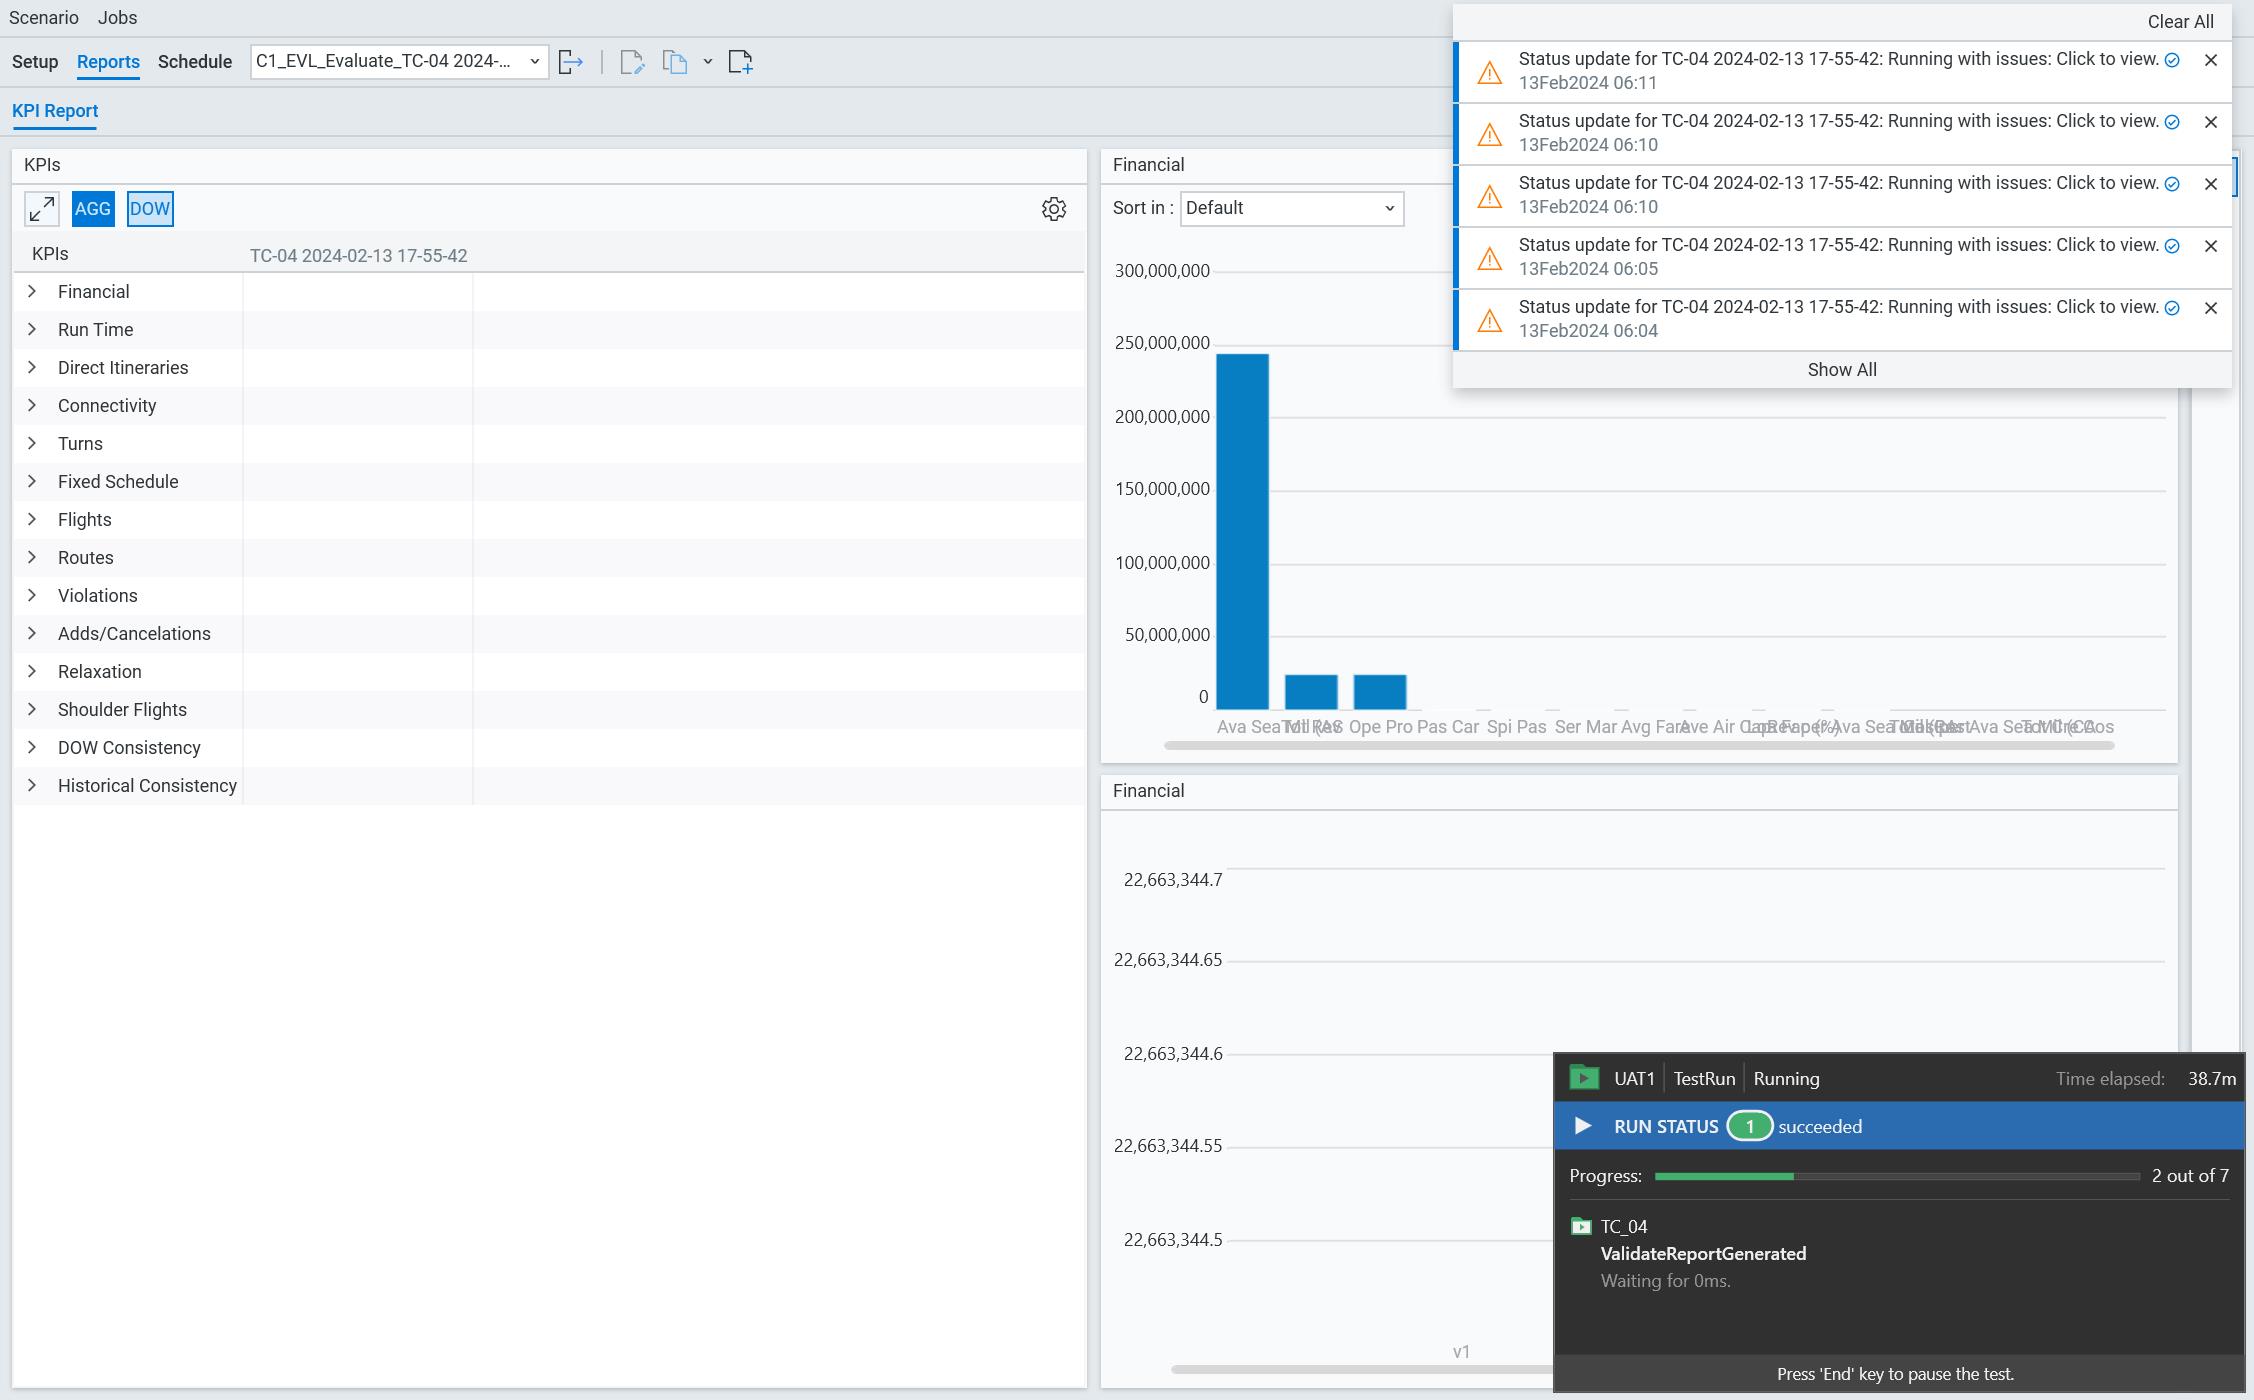 Scenario Jobs
Setup Reports Schedule C1_EVL_Evaluate_TC-04 2024-...
KPI Report
KPIs
AGG DOW
KPIs TC-04 2024-02-13 17-55-42
Financial
Run Time
Direct Itineraries
Connectivity
Turns
Fixed Schedule
Flights
Routes
Violations
Adds/Cancelations
Relaxation
Shoulder Flights
DOW Consistency
Historical Consistency
Financial
Sort in : Default
300,000,000
250,000,000
200,000,000
150,000,000
100,000,000
50,000,000
0
Ava Sea Mil (AS Ope Pro Pas Car Spi Pas Ser Mar Avg Fare Ava Sea Ava Sea Mil (CA
Financial
22,663,344.7
22,663,344.65
22,663,344.6
22,663,344.55
22,663,344.5
v1
Clear All
Status update for TC-04 2024-02-13 17-55-42: Running with issues: Click to view.
13Feb2024 06:11
Status update for TC-04 2024-02-13 17-55-42: Running with issues: Click to view.
13Feb2024 06:10
Status update for TC-04 2024-02-13 17-55-42: Running with issues: Click to view.
13Feb2024 06:10
Status update for TC-04 2024-02-13 17-55-42: Running with issues: Click to view.
13Feb2024 06:05
Status update for TC-04 2024-02-13 17-55-42: Running with issues: Click to view.
13Feb2024 06:04
Show All
UAT1 TestRun Running Time elapsed: 38.7m
RUN STATUS 1 succeeded
Progress: 2 out of 7
TC_04
ValidateReportGenerated
Waiting for 0ms.
Press 'End' key to pause the test.